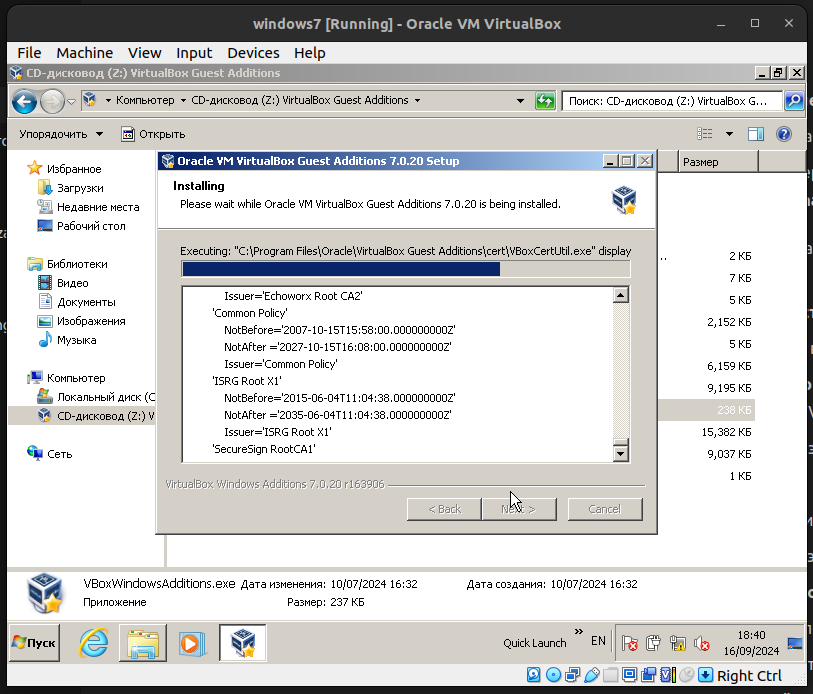 windows7 [Running] - Oracle VM VirtualBox
File Machine View Input Devices Help
CD-дисковод (Z:) VirtualBox Guest Additions
Компьютер CD-дисковод (Z:) VirtualBox Guest Additions
Поиск: CD-дисковод (Z:) VirtualBox G...
Упорядочить Открыть
Избранное
Загрузки
Недавние места
Рабочий стол
Библиотеки
Видео
Документы
Изображения
Музыка
Компьютер
Локальный диск (C
CD-дисковод (Z:) V
Сеть
Oracle VM VirtualBox Guest Additions 7.0.20 Setup
Installing
Please wait while Oracle VM VirtualBox Guest Additions 7.0.20 is being installed.
Executing: "C:\Program Files\Oracle\VirtualBox Guest Additions\cert\VBoxCertUtil.exe" display
Issuer='Echoworx Root CA2'
'Common Policy'
NotBefore='2007-10-15T15:58:00.000000000Z'
NotAfter ='2027-10-15T16:08:00.000000000Z'
Issuer='Common Policy'
'ISRG Root X1'
NotBefore='2015-06-04T11:04:38.000000000Z'
NotAfter ='2035-06-04T11:04:38.000000000Z'
Issuer='ISRG Root X1'
'SecureSign RootCA1'
VirtualBox Windows Additions 7.0.20 r163906
< Back Next > Cancel
Размер
..
2 КБ
7 КБ
5 КБ
2,152 КБ
5 КБ
6,159 КБ
9,195 КБ
238 КБ
15,382 КБ
9,037 КБ
1 КБ
VBoxWindowsAdditions.exe Дата изменения: 10/07/2024 16:32 Дата создания: 10/07/2024 16:32
Приложение Размер: 237 КБ
Пуск Quick Launch » EN 18:40
16/09/2024
Right Ctrl